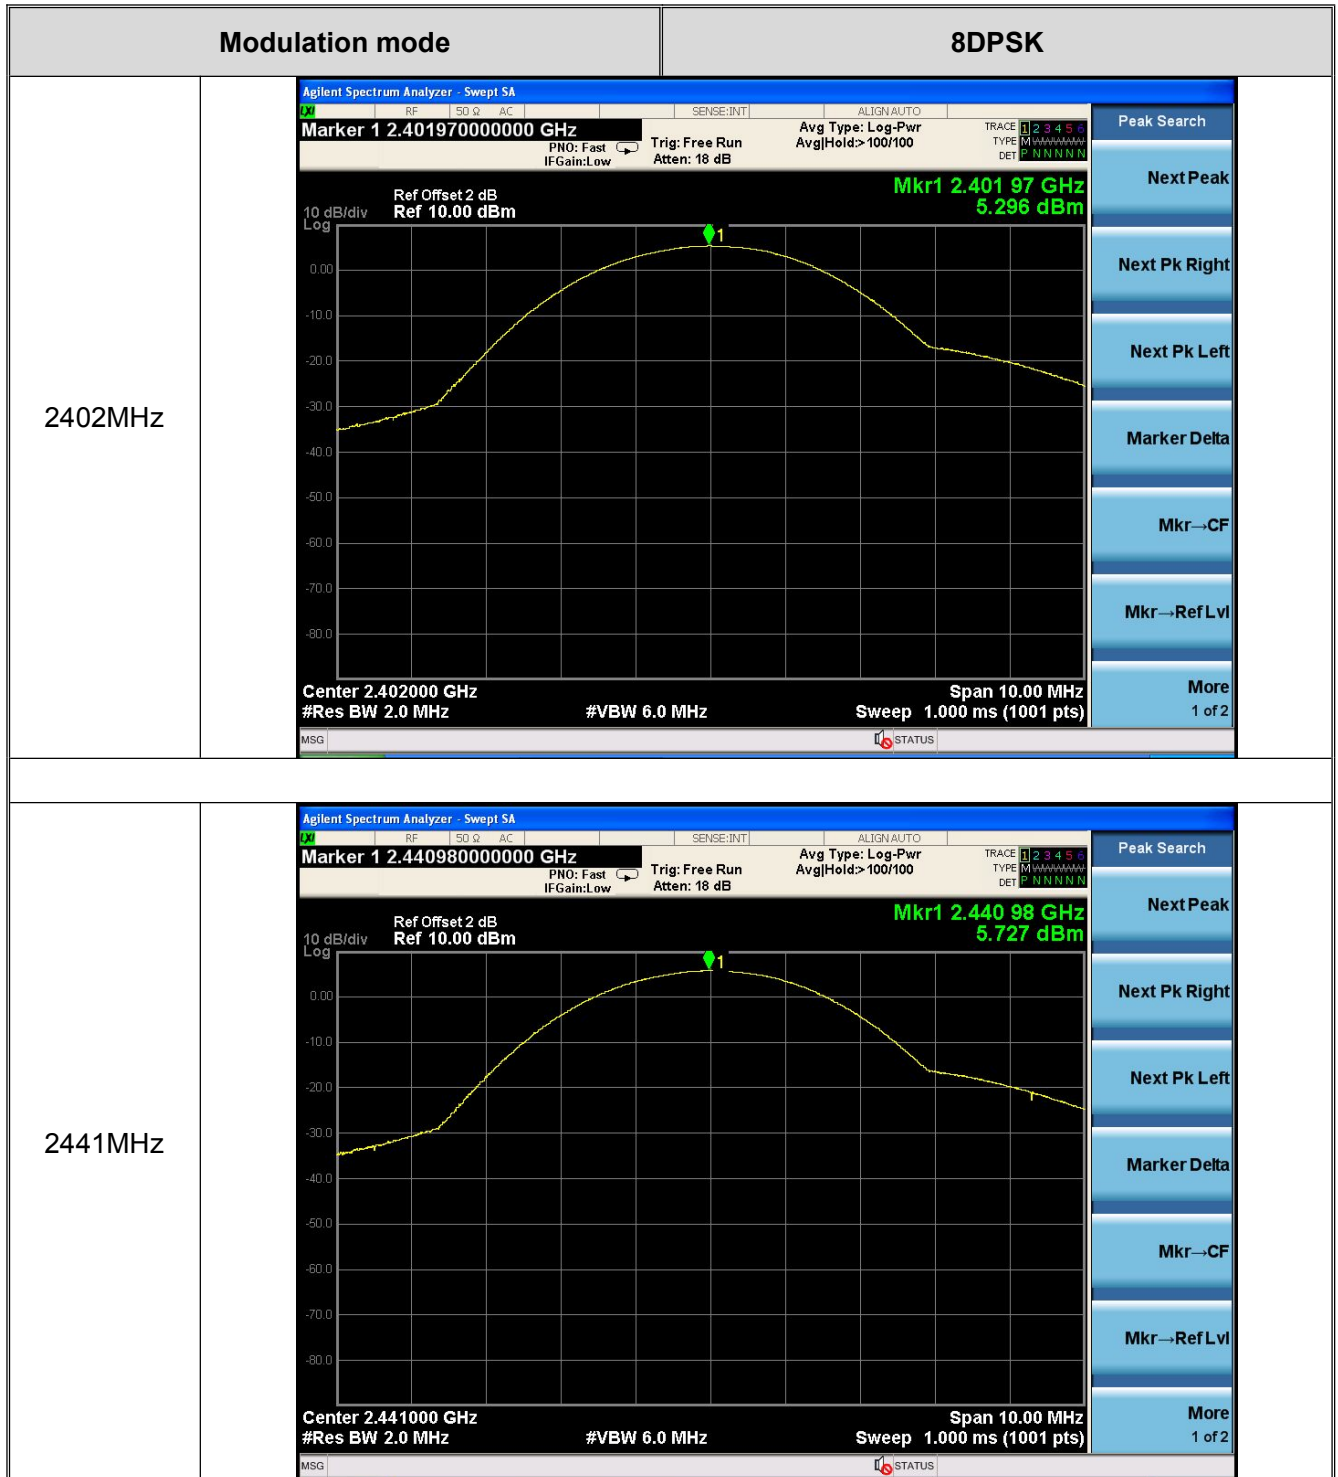 Modulation mode 8DPSK
2402MHz
Agilent Spectrum Analyzer - Swept SA
LXI RF 50 Ω AC SENSE:INT ALIGN AUTO
Marker 1 2.401970000000 GHz
PNO: Fast
IFGain:Low
Trig: Free Run
Atten: 18 dB
Avg Type: Log-Pwr
Avg|Hold:>100/100
TRACE 1 2 3 4 5 6
TYPE M
DET P N N N N N
Ref Offset 2 dB
10 dB/div Ref 10.00 dBm
Log
Mkr1 2.401 97 GHz
5.296 dBm
1
0.00
-10.0
-20.0
-30.0
-40.0
-50.0
-60.0
-70.0
-80.0
Center 2.402000 GHz Span 10.00 MHz
#Res BW 2.0 MHz #VBW 6.0 MHz Sweep 1.000 ms (1001 pts)
MSG STATUS
Peak Search
Next Peak
Next Pk Right
Next Pk Left
Marker Delta
Mkr→CF
Mkr→Ref Lvl
More
1 of 2
2441MHz
Agilent Spectrum Analyzer - Swept SA
LXI RF 50 Ω AC SENSE:INT ALIGN AUTO
Marker 1 2.440980000000 GHz
PNO: Fast
IFGain:Low
Trig: Free Run
Atten: 18 dB
Avg Type: Log-Pwr
Avg|Hold:>100/100
TRACE 1 2 3 4 5 6
TYPE M
DET P N N N N N
Ref Offset 2 dB
10 dB/div Ref 10.00 dBm
Log
Mkr1 2.440 98 GHz
5.727 dBm
1
0.00
-10.0
-20.0
-30.0
-40.0
-50.0
-60.0
-70.0
-80.0
Center 2.441000 GHz Span 10.00 MHz
#Res BW 2.0 MHz #VBW 6.0 MHz Sweep 1.000 ms (1001 pts)
MSG STATUS
Peak Search
Next Peak
Next Pk Right
Next Pk Left
Marker Delta
Mkr→CF
Mkr→Ref Lvl
More
1 of 2